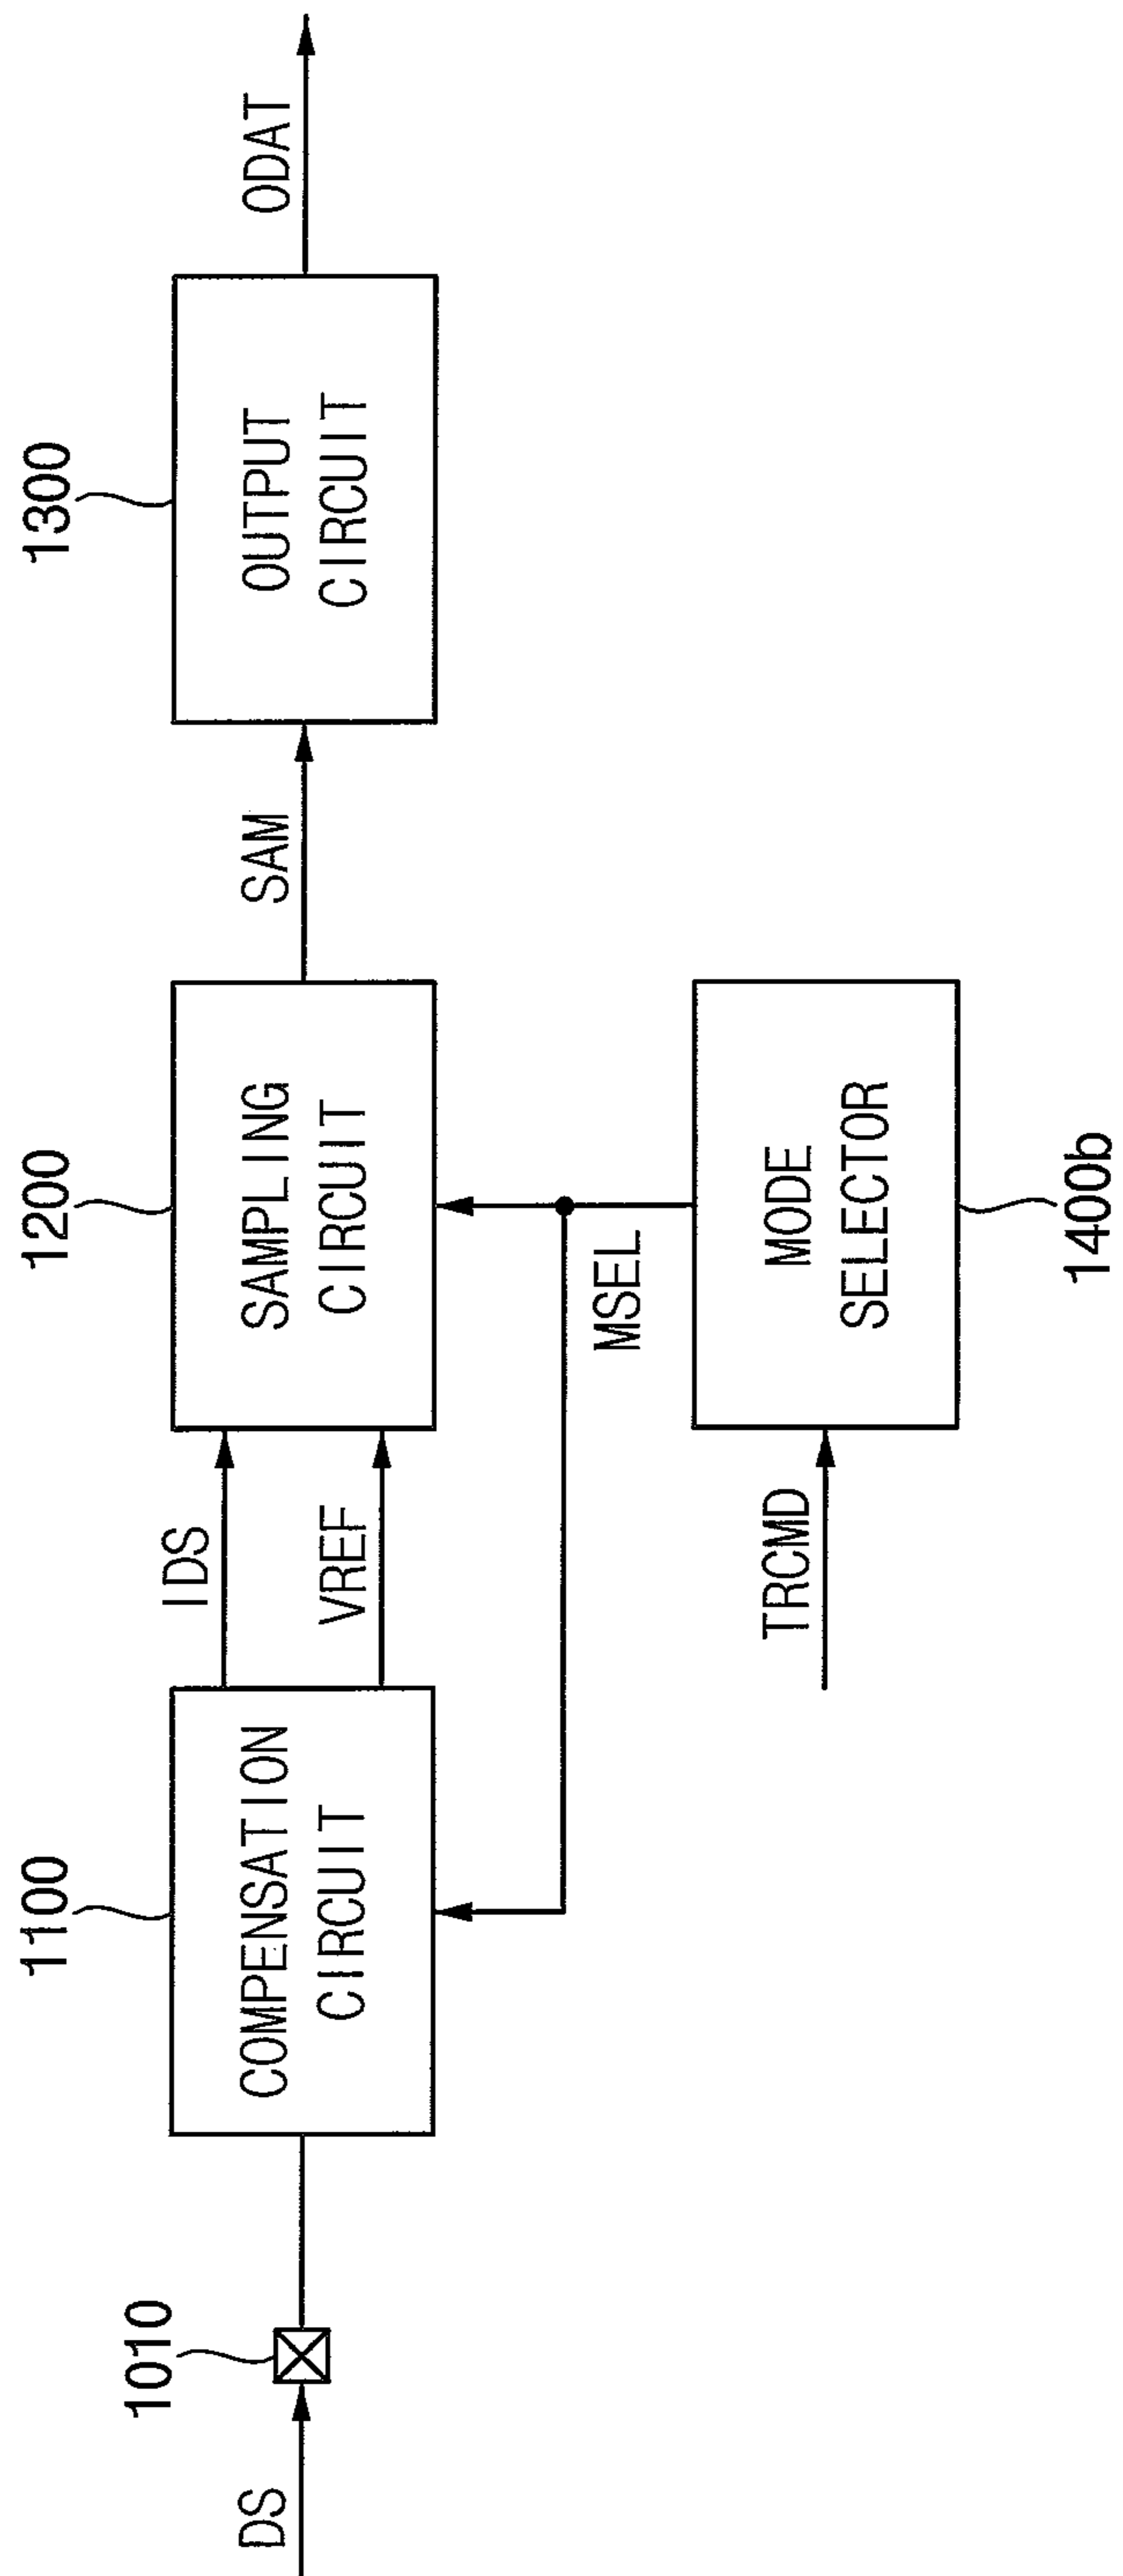 DS
1010
1100
COMPENSATION
CIRCUIT
IDS
VREF
1200
SAMPLING
CIRCUIT
SAM
1300
OUTPUT
CIRCUIT
ODAT
MSEL
TRCMD
MODE
SELECTOR
1400b